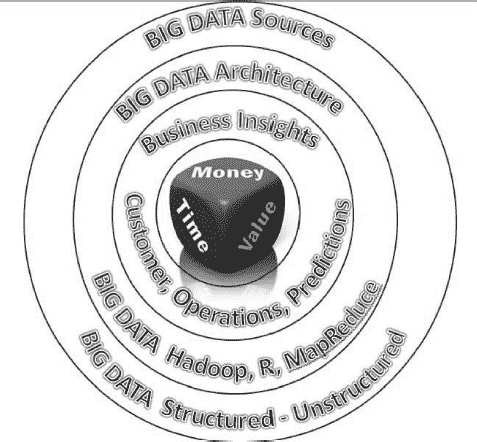 BIG DATA Sources
BIG DATA Architecture
Business Insights
Money
Time
Value
Customer, Operations, Predictions
BIG DATA Hadoop, R, MapReduce
BIG DATA Structured - Unstructured